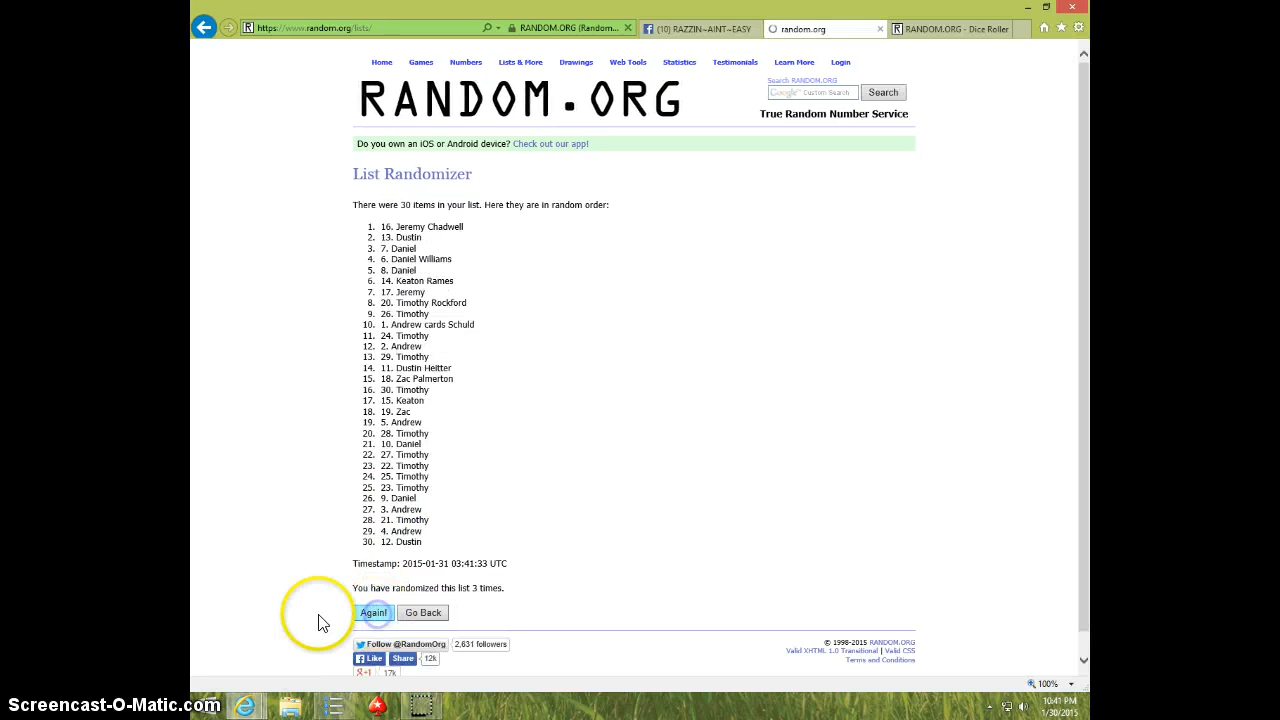 https://www.random.org/lists/
RANDOM.ORG (Random...
(10) RAZZIN~AINT~EASY
random.org
RANDOM.ORG - Dice Roller
Home Games Numbers Lists & More Drawings Web Tools Statistics Testimonials Learn More Login
RANDOM.ORG
Search RANDOM.ORG
Google Custom Search
Search
True Random Number Service
Do you own an iOS or Android device? Check out our app!
List Randomizer
There were 30 items in your list. Here they are in random order:
1. 16. Jeremy Chadwell
2. 13. Dustin
3. 7. Daniel
4. 6. Daniel Williams
5. 8. Daniel
6. 14. Keaton Rames
7. 17. Jeremy
8. 20. Timothy Rockford
9. 26. Timothy
10. 1. Andrew cards Schuld
11. 24. Timothy
12. 2. Andrew
13. 29. Timothy
14. 11. Dustin Heitter
15. 18. Zac Palmerton
16. 30. Timothy
17. 15. Keaton
18. 19. Zac
19. 5. Andrew
20. 28. Timothy
21. 10. Daniel
22. 27. Timothy
23. 22. Timothy
24. 25. Timothy
25. 23. Timothy
26. 9. Daniel
27. 3. Andrew
28. 21. Timothy
29. 4. Andrew
30. 12. Dustin
Timestamp: 2015-01-31 03:41:33 UTC
You have randomized this list 3 times.
Again! Go Back
Follow @RandomOrg 2,631 followers
Like Share 12k
g+1 17k
© 1998-2015 RANDOM.ORG
Valid XHTML 1.0 Transitional | Valid CSS
Terms and Conditions
100%
10:41 PM
1/30/2015
Screencast-O-Matic.com